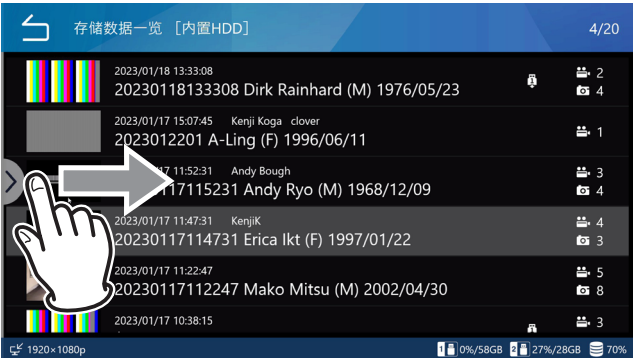 存储数据一览 [内置HDD]
4/20
2023/01/18 13:33:08
20230118133308 Dirk Rainhard (M) 1976/05/23
2
4
2023/01/17 15:07:45 Kenji Koga clover
2023012201 A-Ling (F) 1996/06/11
1
/17 11:52:31 Andy Bough
17115231 Andy Ryo (M) 1968/12/09
3
4
2023/01/17 11:47:31 KenjiK
20230117114731 Erica Ikt (F) 1997/01/22
4
3
2023/01/17 11:22:47
20230117112247 Mako Mitsu (M) 2002/04/30
5
8
2023/01/17 10:38:15
3
1920×1080p
1 0%/58GB 2 27%/28GB 70%